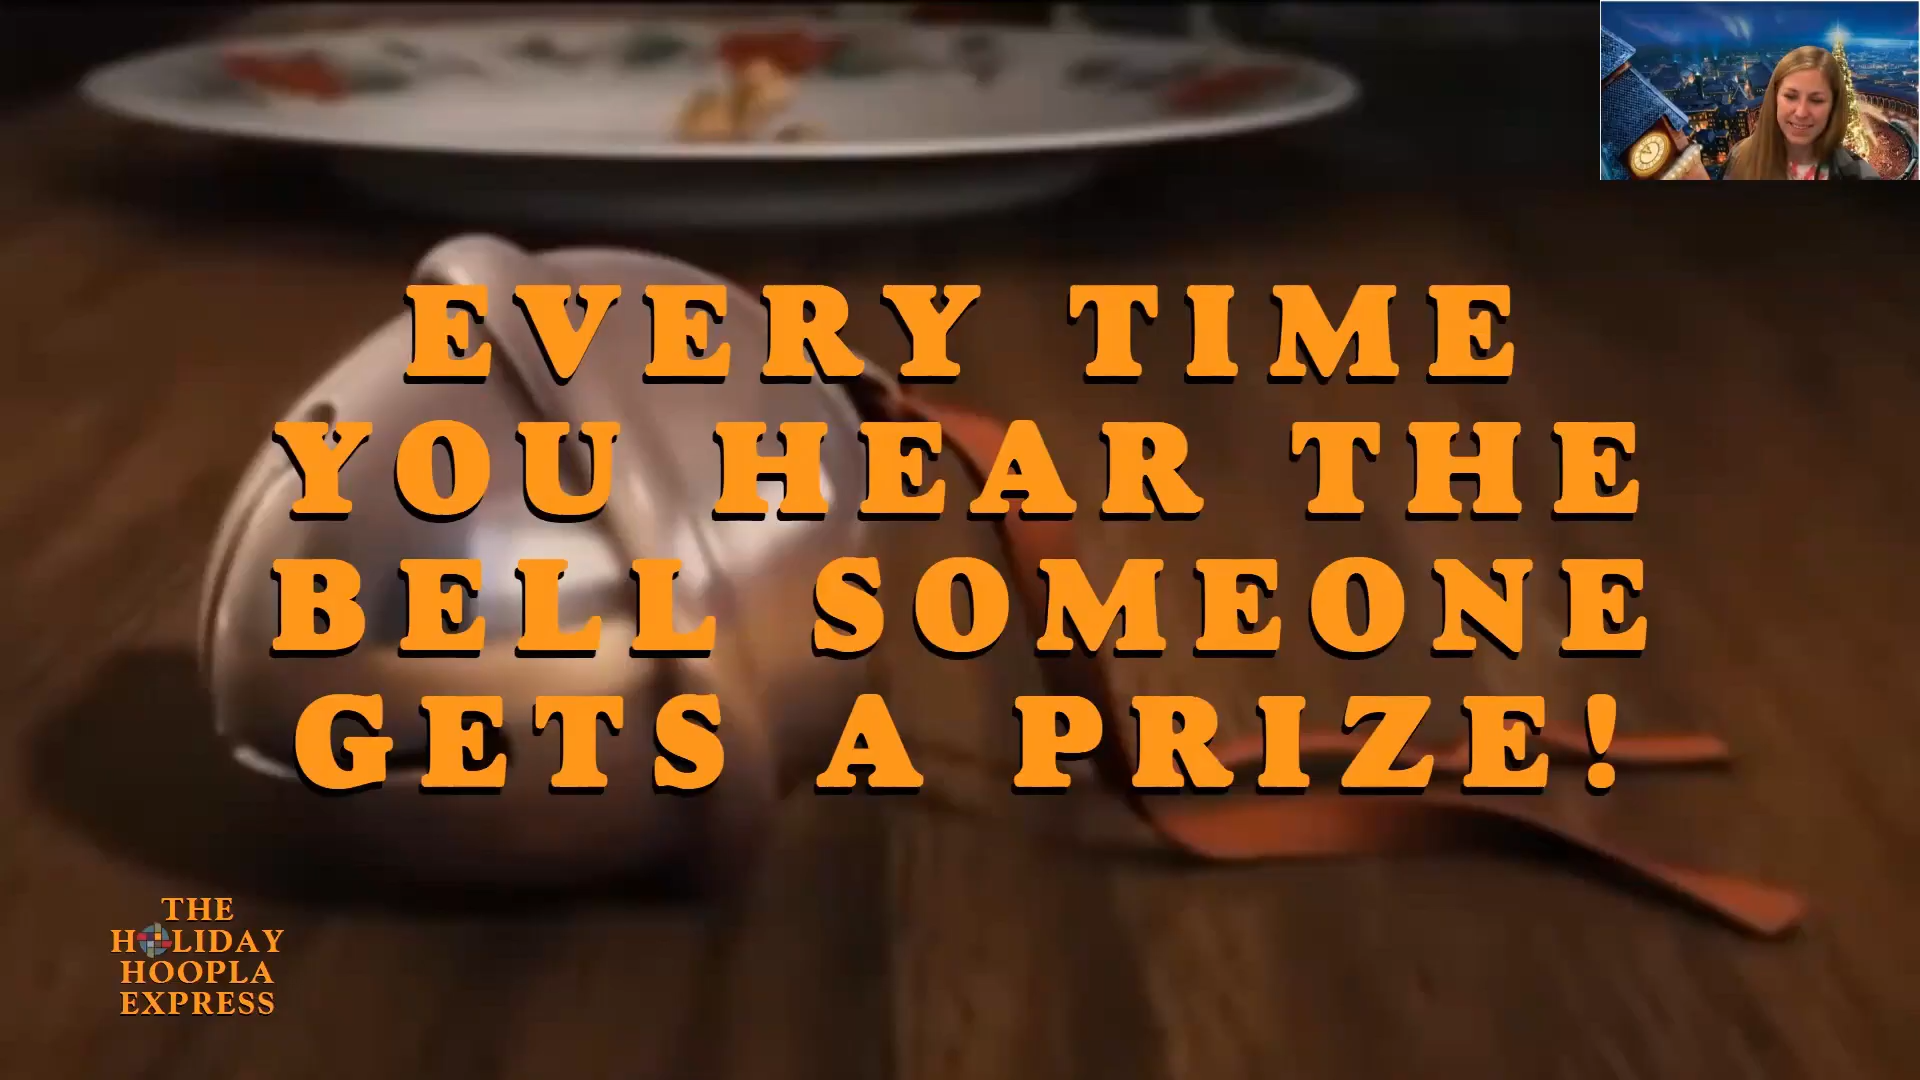 EVERY TIME
YOU HEAR THE
BELL SOMEONE
GETS A PRIZE!
THE
HOLIDAY
HOOPLA
EXPRESS